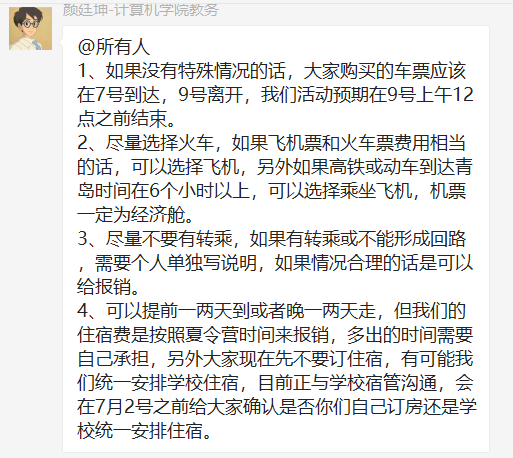 颜廷坤-计算机学院教务
@所有人
1、如果没有特殊情况的话，大家购买的车票应该
在7号到达，9号离开，我们活动预期在9号上午12
点之前结束。
2、尽量选择火车，如果飞机票和火车票费用相当
的话，可以选择飞机，另外如果高铁或动车到达青
岛时间在6个小时以上，可以选择乘坐飞机，机票
一定为经济舱。
3、尽量不要有转乘，如果有转乘或不能形成回路
，需要个人单独写说明，如果情况合理的话是可以
给报销。
4、可以提前一两天到或者晚一两天走，但我们的
住宿费是按照夏令营时间来报销，多出的时间需要
自己承担，另外大家现在先不要订住宿，有可能我
们统一安排学校住宿，目前正与学校宿管沟通，会
在7月2号之前给大家确认是否你们自己订房还是学
校统一安排住宿。